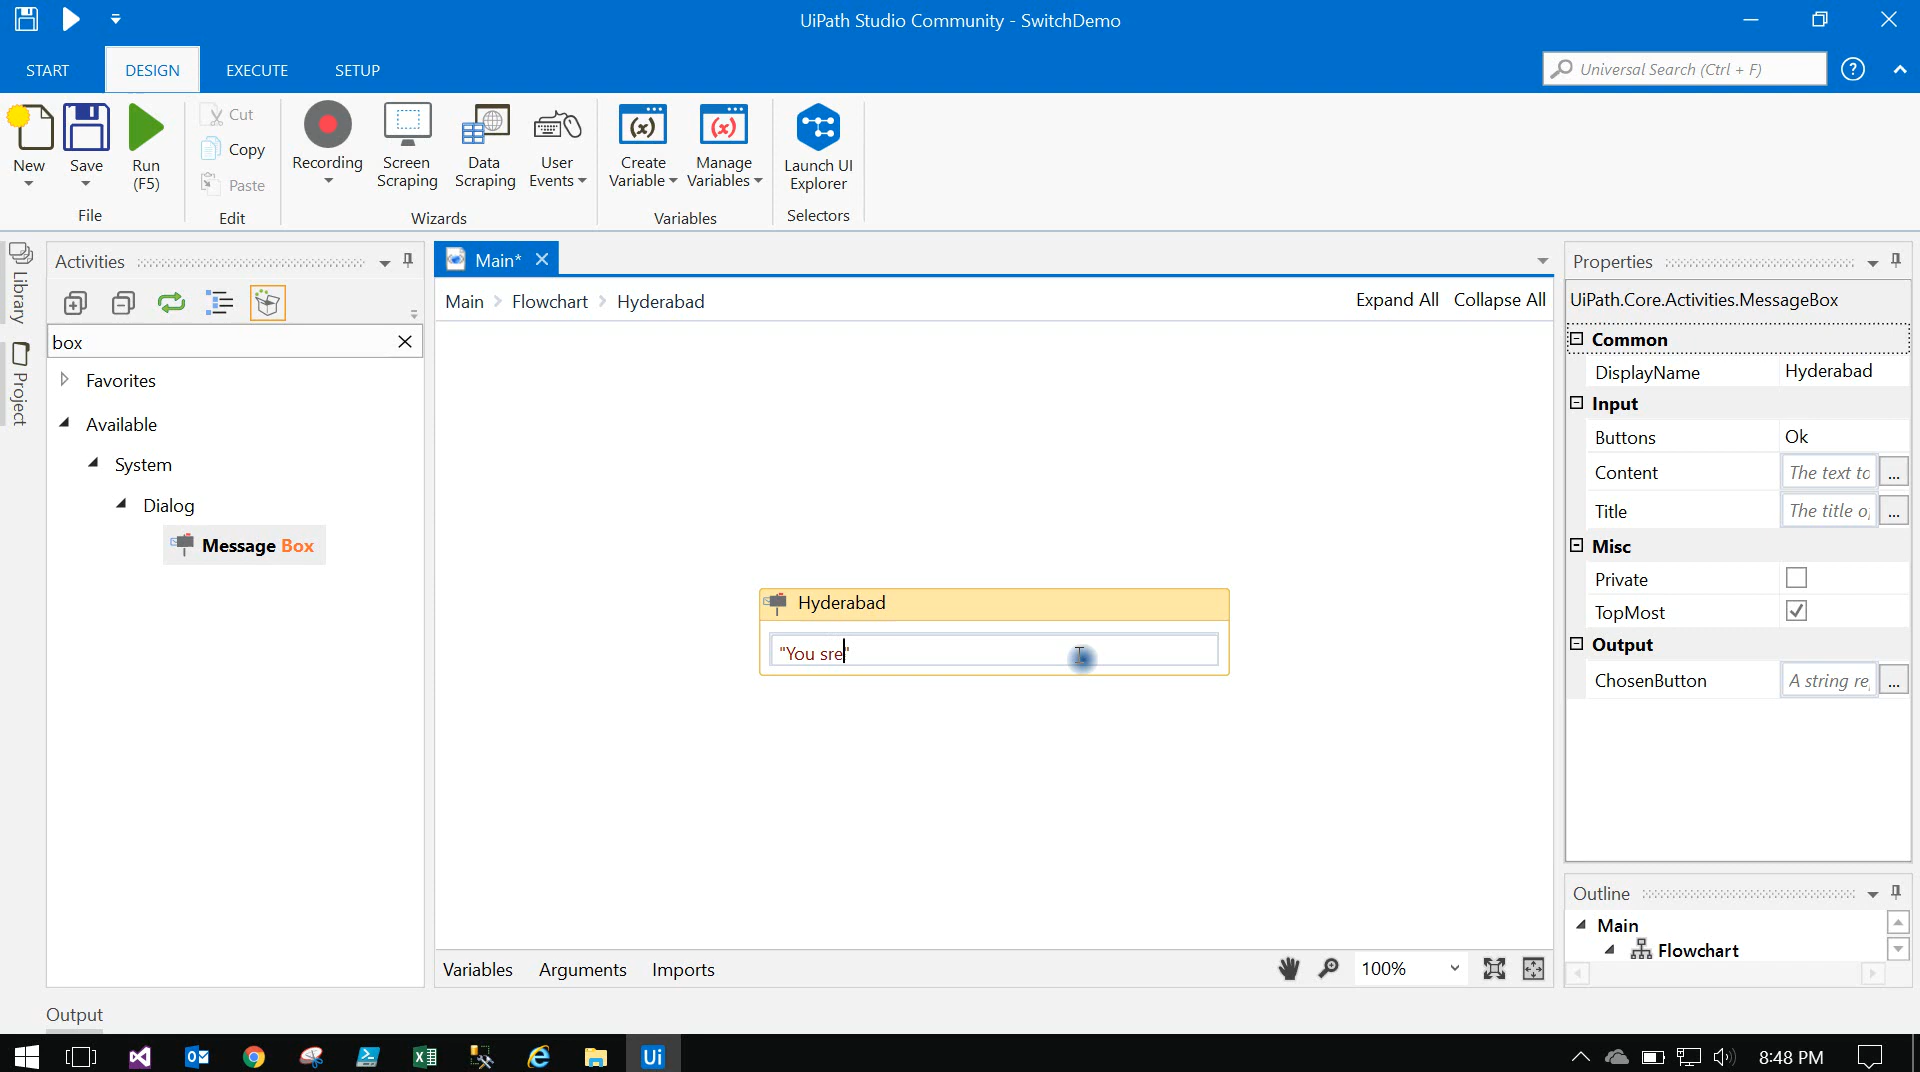 UiPath Studio Community - SwitchDemo
START
DESIGN
EXECUTE
SETUP
Universal Search (Ctrl + F)
New
Save
Run
(F5)
File
Cut
Copy
Paste
Edit
Recording
Screen
Scraping
Data
Scraping
User
Events
Wizards
(x)
Create
Variable
(x)
Manage
Variables
Variables
Launch UI
Explorer
Selectors
Library
Project
Activities
box
Favorites
Available
System
Dialog
Message Box
Main*
Main
Flowchart
Hyderabad
Expand All
Collapse All
Hyderabad
"You sre"
Variables
Arguments
Imports
100%
Properties
UiPath.Core.Activities.MessageBox
Common
DisplayName
Hyderabad
Input
Buttons
Ok
Content
The text to
...
Title
The title o
...
Misc
Private
TopMost
Output
ChosenButton
A string re
...
Outline
Main
Flowchart
Output
Ui
8:48 PM